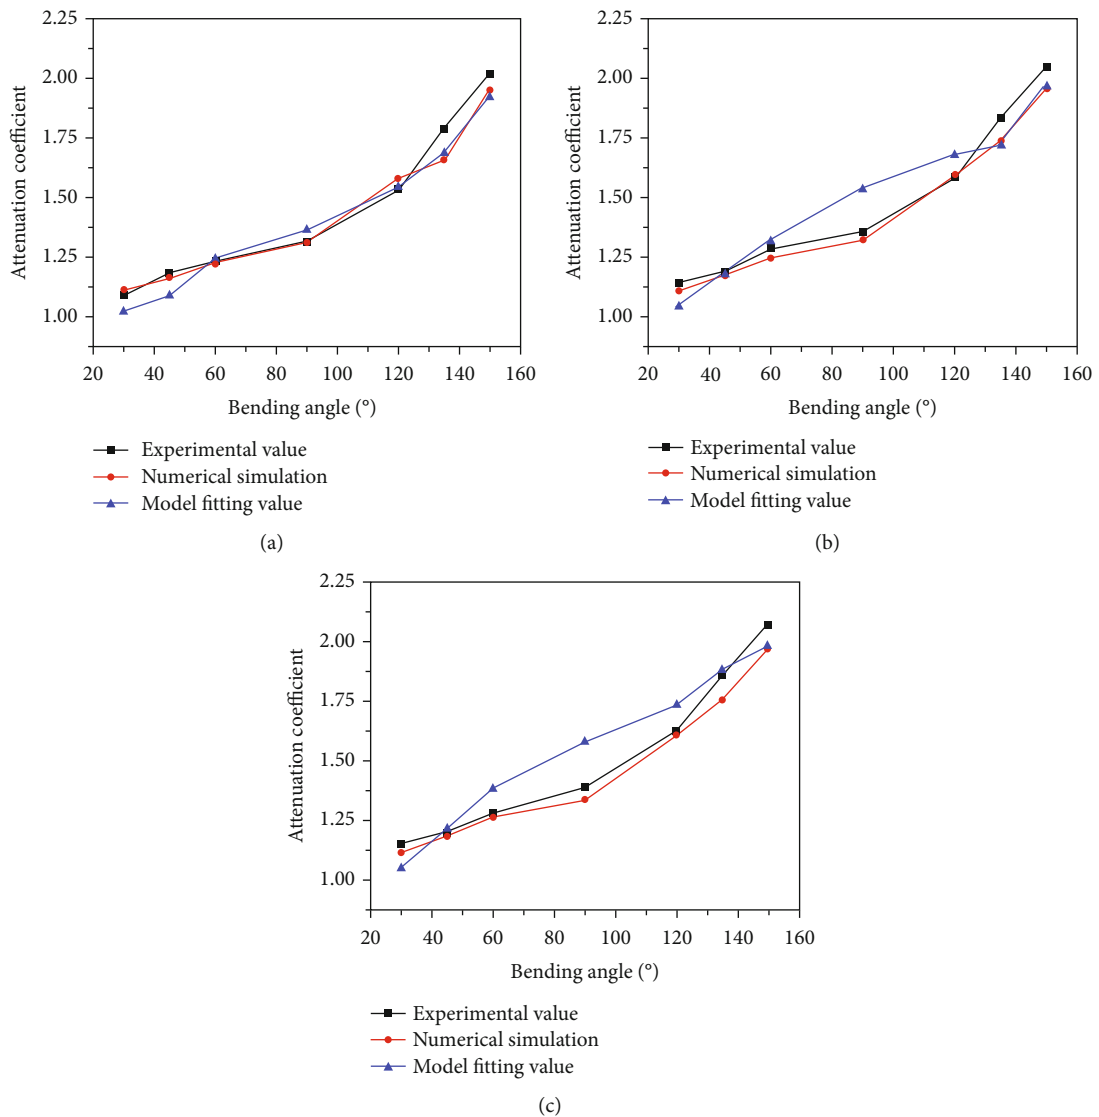 2.25
2.00
1.75
1.50
1.25
1.00
Attenuation coefficient
20 40 60 80 100 120 140 160
Bending angle (°)
Experimental value
Numerical simulation
Model fitting value
(a)
2.25
2.00
1.75
1.50
1.25
1.00
Attenuation coefficient
20 40 60 80 100 120 140 160
Bending angle (°)
Experimental value
Numerical simulation
Model fitting value
(b)
2.25
2.00
1.75
1.50
1.25
1.00
Attenuation coefficient
20 40 60 80 100 120 140 160
Bending angle (°)
Experimental value
Numerical simulation
Model fitting value
(c)